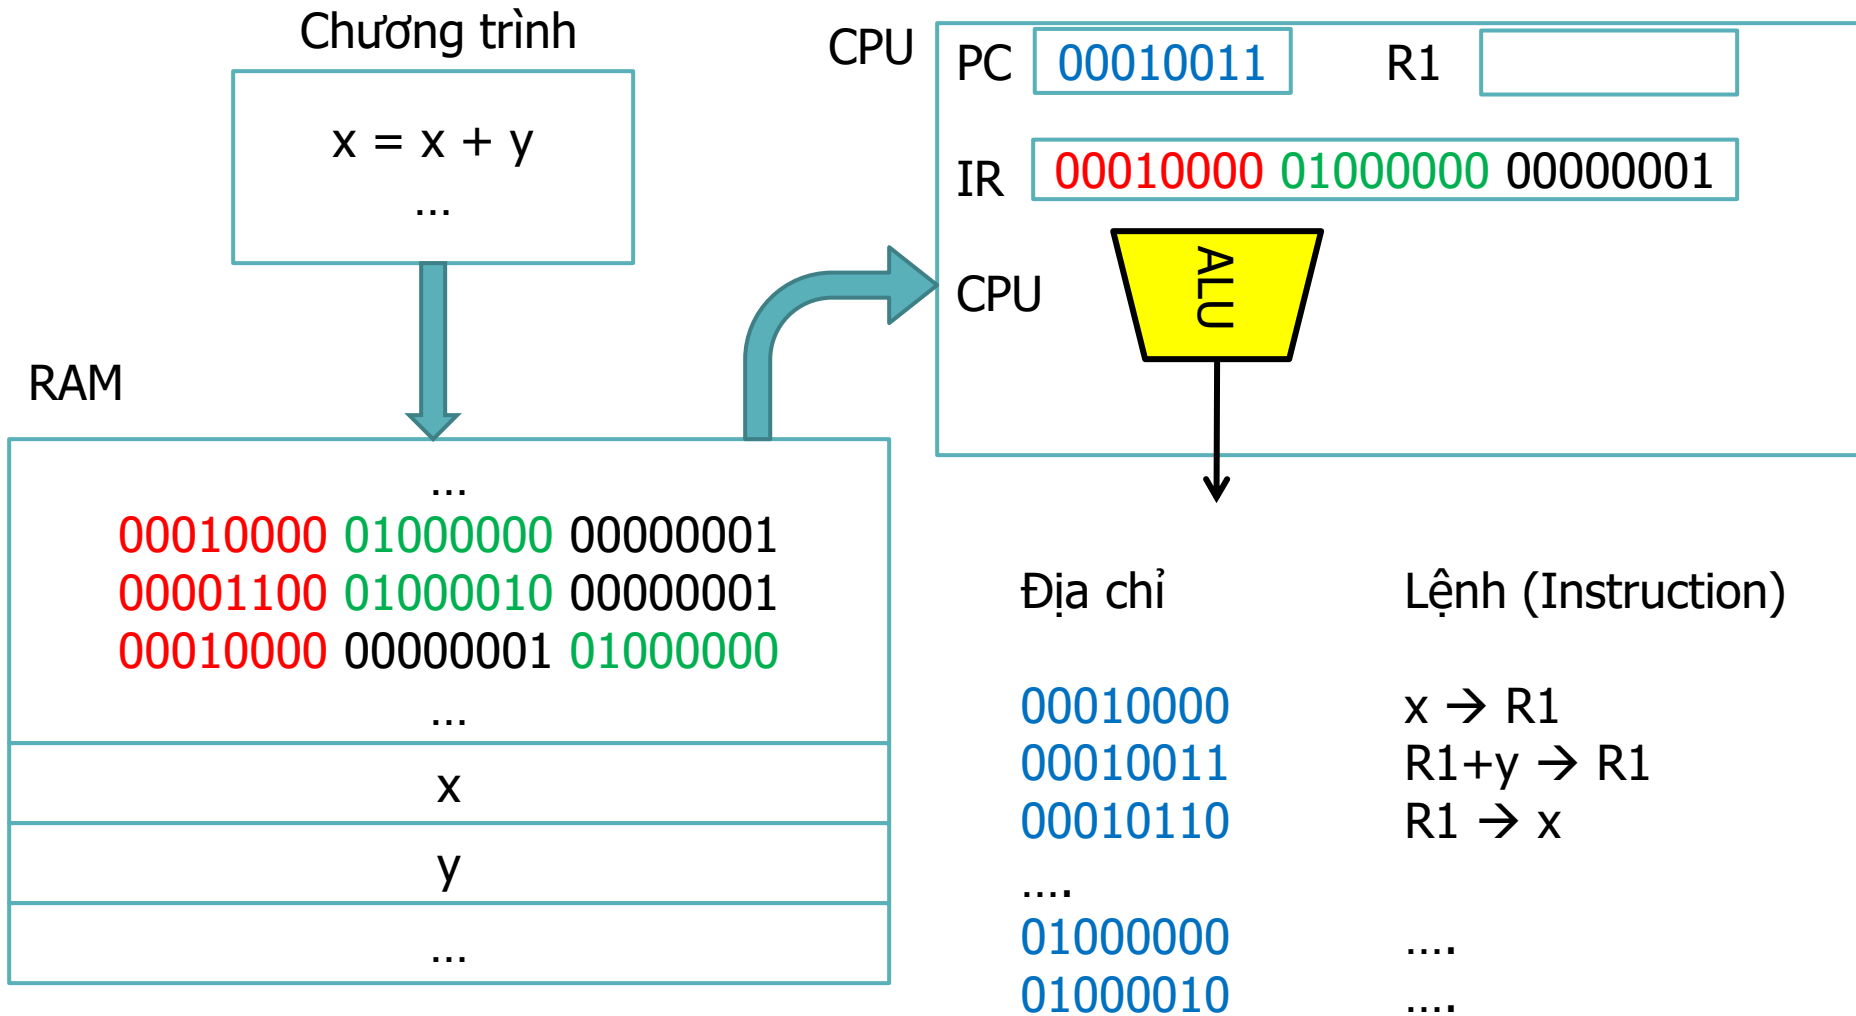 Chương trình
x = x + y
...
RAM
...
00010000 01000000 00000001
00001100 01000010 00000001
00010000 00000001 01000000
...
x
y
...
CPU
PC 00010011 R1
IR 00010000 01000000 00000001
CPU
ALU
Địa chỉ Lệnh (Instruction)
00010000 x → R1
00010011 R1+y → R1
00010110 R1 → x
....
01000000 ....
01000010 ....